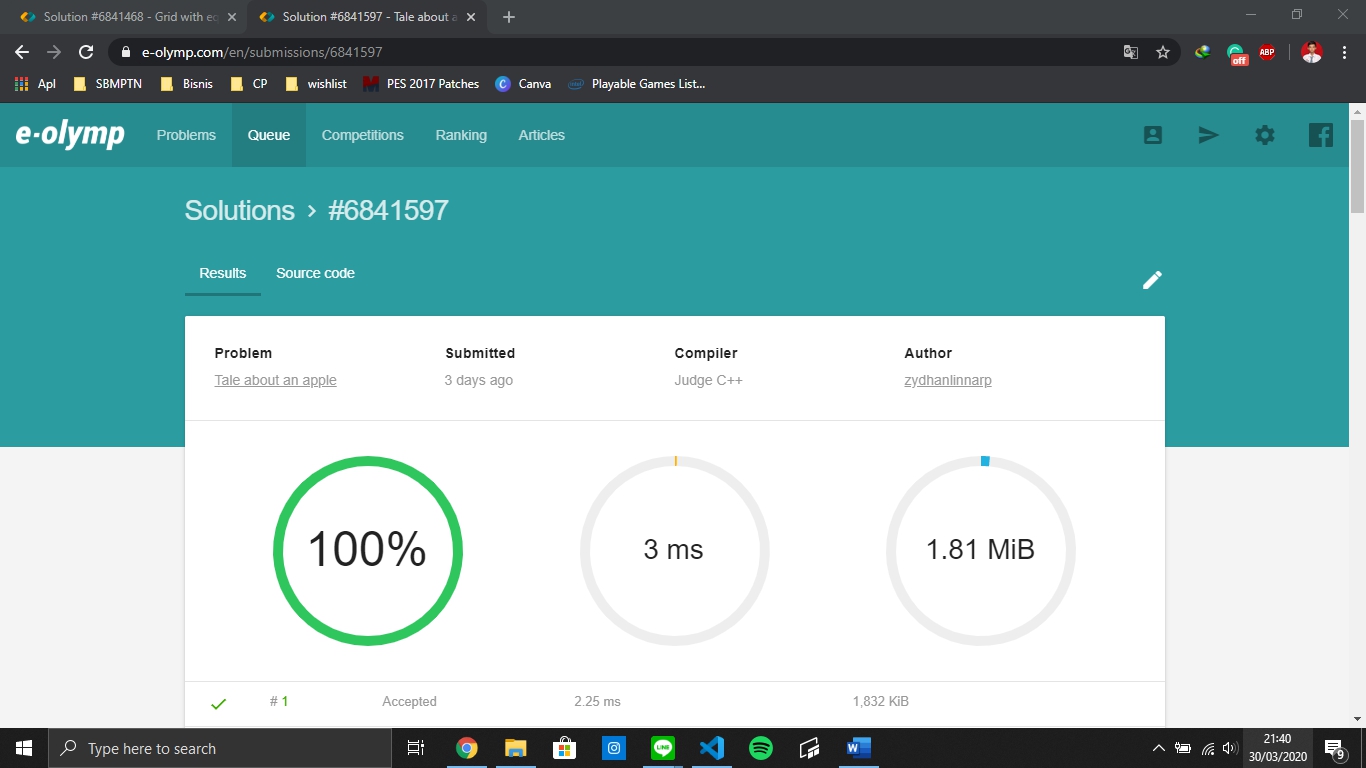 Solution #6841468 - Grid with eq
Solution #6841597 - Tale about a
e-olymp.com/en/submissions/6841597
off
ABP
Apl SBMPTN Bisnis CP wishlist PES 2017 Patches Canva Playable Games List...
e-olymp Problems Queue Competitions Ranking Articles
Solutions › #6841597
Results Source code
Problem Submitted Compiler Author
Tale about an apple 3 days ago Judge C++ zydhanlinnarp
100% 3 ms 1.81 MiB
# 1 Accepted 2.25 ms 1,832 KiB
Type here to search
LINE
21:40
30/03/2020
9